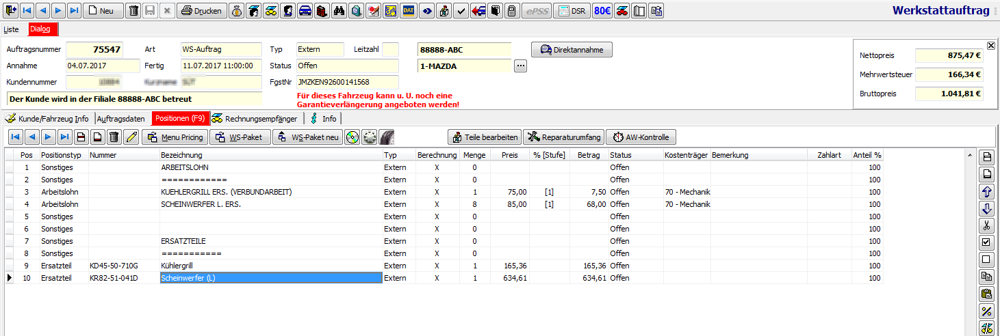 Neu Drucken DAT ePSS DSR 80€ Werkstattauftrag
Liste Dialog
Auftragsnummer 75547 Art WS-Auftrag Typ Extern Leitzahl 88888-ABC Direktannahme
Annahme 04.07.2017 Fertig 11.07.2017 11:00:00 Status Offen 1-MAZDA ...
Kundennummer FgstNr JMZKEN92600141568
Der Kunde wird in der Filiale 88888-ABC betreut
Für dieses Fahrzeug kann u. U. noch eine
Garantieverlängerung angeboten werden!
Nettopreis 875,47 €
Mehrwertsteuer 166,34 €
Bruttopreis 1.041,81 €
Kunde/Fahrzeug Info Auftragsdaten Positionen (F9) Rechnungsempfänger Info
Menu Pricing WS-Paket WS-Paket neu Teile bearbeiten Reparaturumfang AW-Kontrolle
Pos Positionstyp Nummer Bezeichnung Typ Berechnung Menge Preis % [Stufe] Betrag Status Kostenträger Bemerkung Zahlart Anteil %
1 Sonstiges ARBEITSLOHN Extern X 0 Offen 100
2 Sonstiges ============ Extern X 0 Offen 100
3 Arbeitslohn KUEHLERGRILL ERS. (VERBUNDARBEIT) Extern X 1 75,00 [1] 7,50 Offen 70 - Mechanik 100
4 Arbeitslohn SCHEINWERFER L. ERS. Extern X 8 85,00 [1] 68,00 Offen 70 - Mechanik 100
5 Sonstiges Extern X 0 Offen 100
6 Sonstiges Extern X 0 Offen 100
7 Sonstiges ERSATZTEILE Extern X 0 Offen 100
8 Sonstiges =========== Extern X 0 Offen 100
9 Ersatzteil KD45-50-710G Kühlergrill Extern X 1 165,36 165,36 Offen 100
10 Ersatzteil KR82-51-041D Scheinwerfer (L) Extern X 1 634,61 634,61 Offen 100